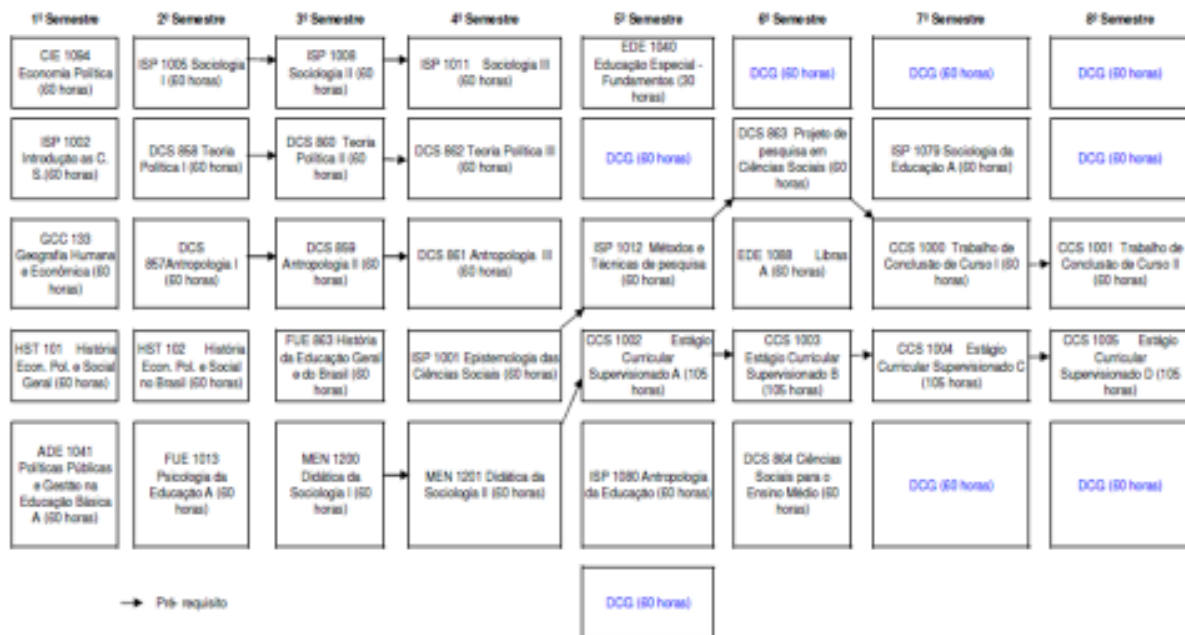 1º Semestre
2º Semestre
3º Semestre
4º Semestre
5º Semestre
6º Semestre
7º Semestre
8º Semestre
CIE 1094
Economia Política
(60 horas)
ISP 1005 Sociologia
I (60 horas)
ISP 1008
Sociologia II (60
horas)
ISP 1011 Sociologia III
(60 horas)
EDE 1040
Educação Especial -
Fundamentos (30
horas)
DCG (60 horas)
DCG (60 horas)
DCG (60 horas)
ISP 1002
Introdução as C.
S.(60 horas)
DCS 858 Teoria
Política I (60 horas)
DCS 860 Teoria
Política II (60
horas)
DCS 862 Teoria Política III
(60 horas)
DCG (60 horas)
DCS 863 Projeto de
pesquisa em
Ciências Sociais (60
horas)
ISP 1079 Sociologia da
Educação A (60 horas)
DCG (60 horas)
GCC 133
Geografia Humana
e Econômica (60
horas)
DCS
857Antropologia I
(60 horas)
DCS 859
Antropologia II (60
horas)
DCS 861 Antropologia III
(60 horas)
ISP 1012 Métodos e
Técnicas de pesquisa
(60 horas)
EDE 1088 Libras
A (60 horas)
CCS 1000 Trabalho de
Conclusão de Curso I (60
horas)
CCS 1001 Trabalho de
Conclusão de Curso II
(60 horas)
HST 101 História
Econ. Pol. e Social
Geral (60 horas)
HST 102 História
Econ. Pol. e Social
no Brasil (60 horas)
FUE 863 História
da Educação Geral
e do Brasil (60
horas)
ISP 1001 Epistemologia das
Ciências Sociais (60 horas)
CCS 1002 Estágio
Curricular
Supervisionado A (105
horas)
CCS 1003
Estágio Curricular
Supervisionado B
(105 horas)
CCS 1004 Estágio
Curricular Supervisionado C
(105 horas)
CCS 1005 Estágio
Curricular
Supervisionado D (105
horas)
ADE 1041
Políticas Públicas
e Gestão na
Educação Básica
A (60 horas)
FUE 1013
Psicologia da
Educação A (60
horas)
MEN 1200
Didática da
Sociologia I (60
horas)
MEN 1201 Didática da
Sociologia II (60 horas)
ISP 1080 Antropologia
da Educação (60 horas)
DCS 864 Ciências
Sociais para o
Ensino Médio (60
horas)
DCG (60 horas)
DCG (60 horas)
Pré- requisito
DCG (60 horas)